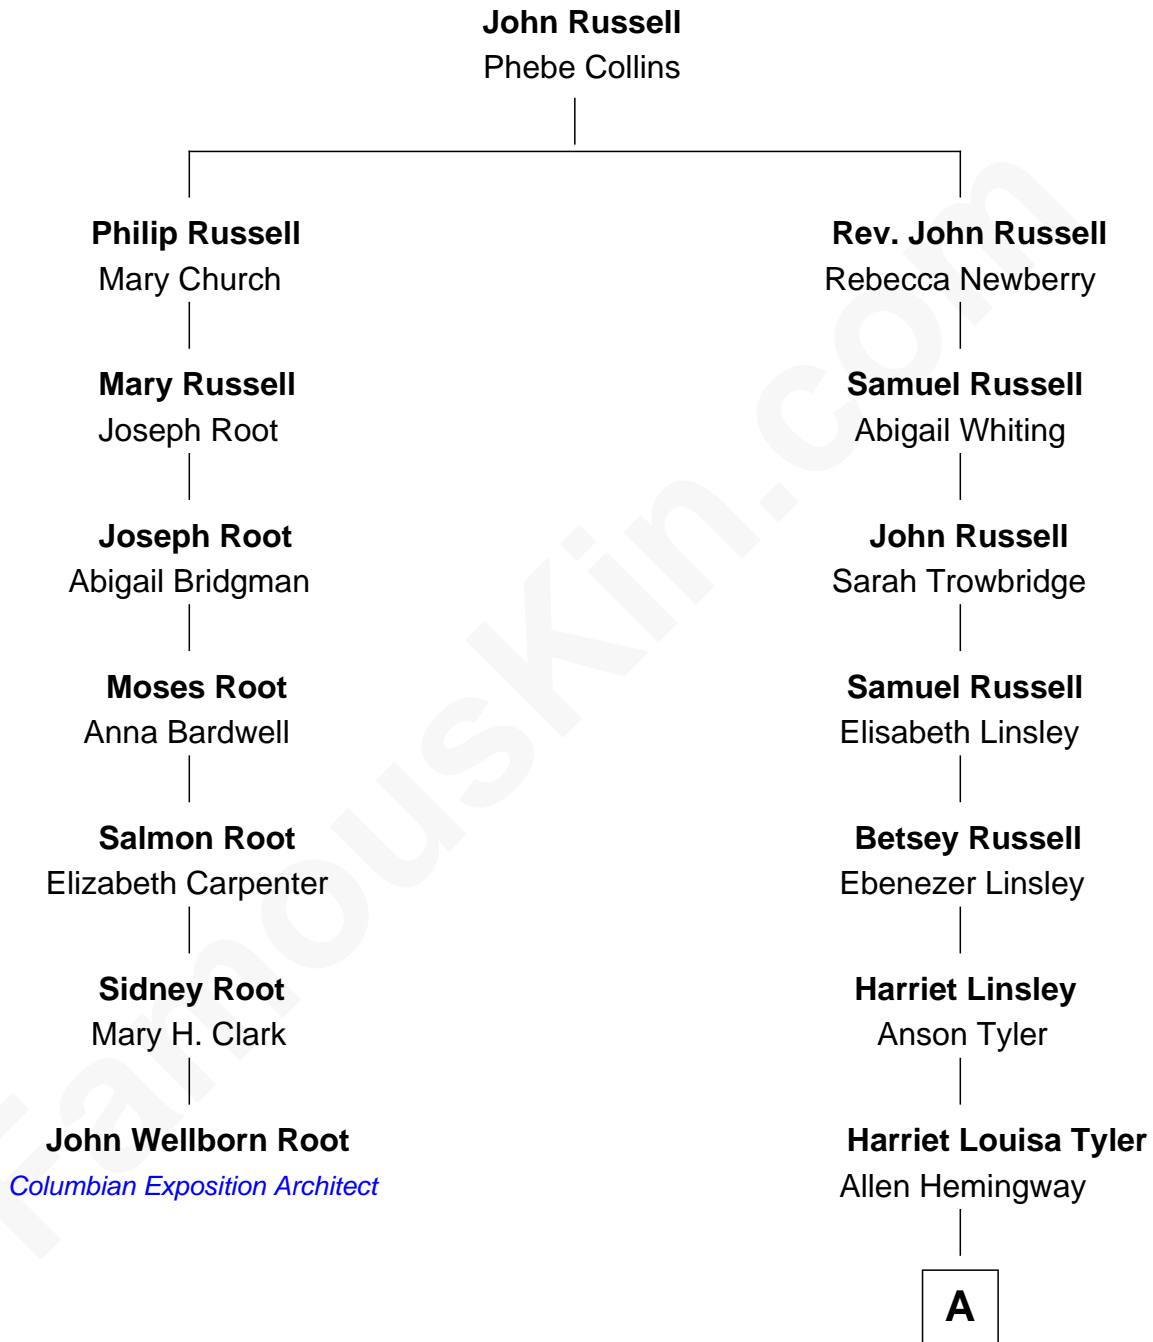 John Russell
Phebe Collins
Philip Russell
Mary Church
Rev. John Russell
Rebecca Newberry
Mary Russell
Joseph Root
Samuel Russell
Abigail Whiting
Joseph Root
Abigail Bridgman
John Russell
Sarah Trowbridge
Moses Root
Anna Bardwell
Samuel Russell
Elisabeth Linsley
Salmon Root
Elizabeth Carpenter
Betsey Russell
Ebenezer Linsley
Sidney Root
Mary H. Clark
Harriet Linsley
Anson Tyler
John Wellborn Root
Columbian Exposition Architect
Harriet Louisa Tyler
Allen Hemingway
A
FamousKin.com